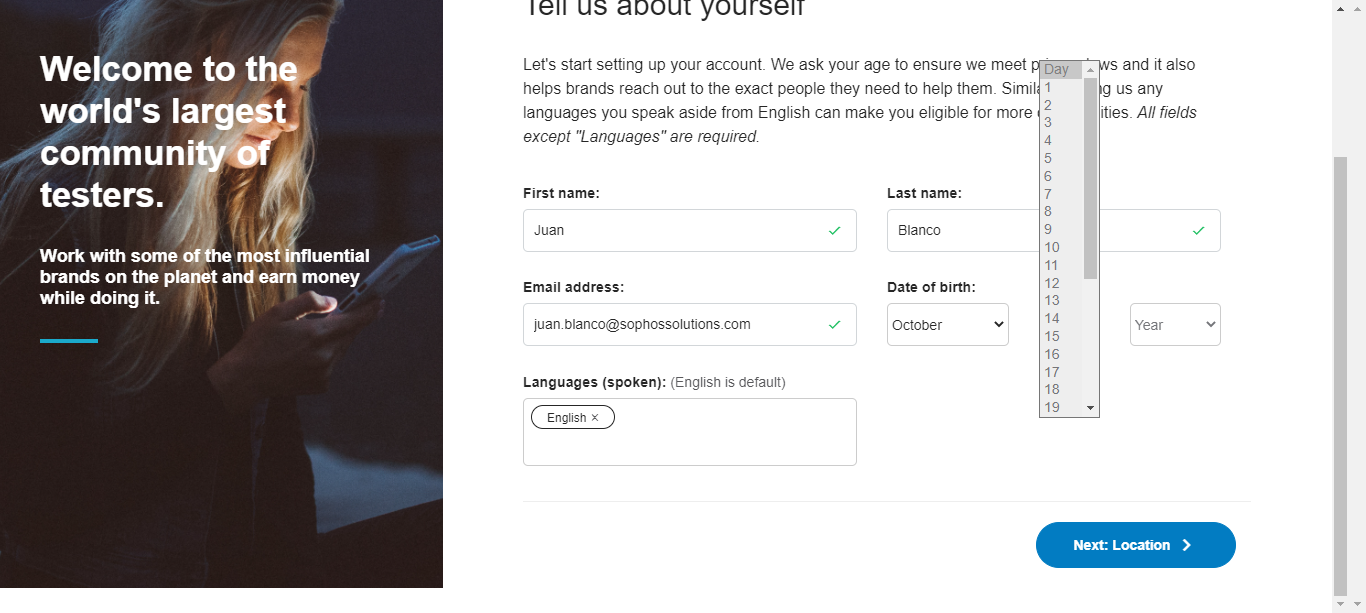 Welcome to the
world's largest
community of
testers.
Work with some of the most influential
brands on the planet and earn money
while doing it.
Tell us about yourself
Let's start setting up your account. We ask your age to ensure we meet and it also
helps brands reach out to the exact people they need to help them. us any
languages you speak aside from English can make you eligible for more All fields
except "Languages" are required.
First name:
Last name:
Juan
Blanco
Email address:
Date of birth:
juan.blanco@sophossolutions.com
October
Year
Day
1
2
3
4
5
6
7
8
9
10
11
12
13
14
15
16
17
18
19
Languages (spoken): (English is default)
English ×
Next: Location